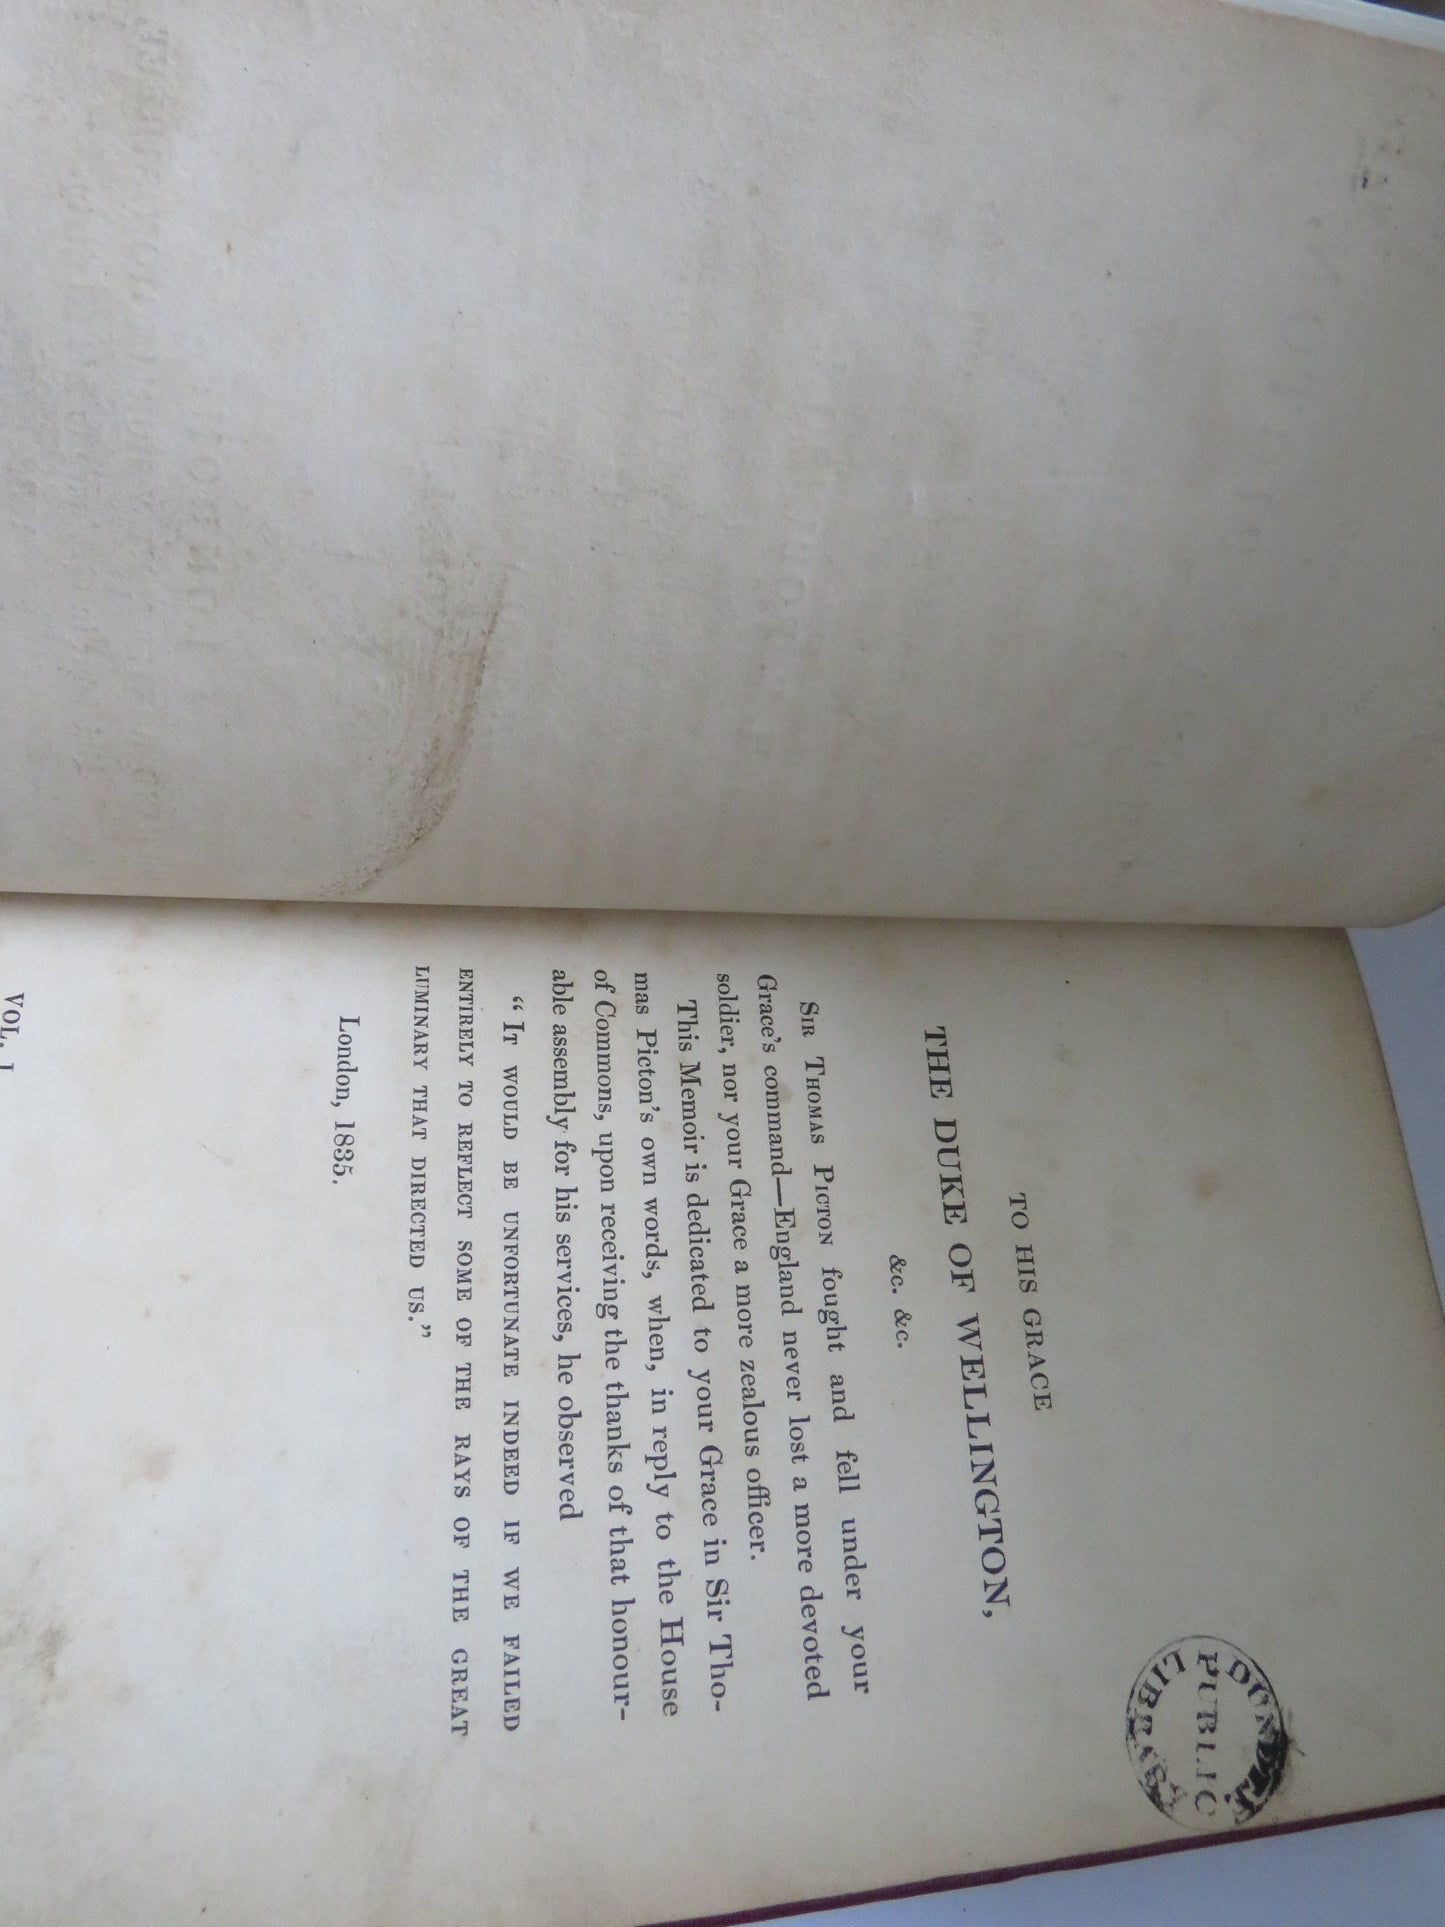 TO HIS GRACE
THE DUKE OF WELLINGTON,
&c. &c.
SIR THOMAS PICTON fought and fell under your
Grace's command—England never lost a more devoted
soldier, nor your Grace a more zealous officer.
This Memoir is dedicated to your Grace in Sir Tho-
mas Picton's own words, when, in reply to the House
of Commons, upon receiving the thanks of that honour-
able assembly for his services, he observed
“IT WOULD BE UNFORTUNATE INDEED IF WE FAILED
ENTIRELY TO REFLECT SOME OF THE RAYS OF THE GREAT
LUMINARY THAT DIRECTED US.”
London, 1835.
VOL. I
PUBLIC
LIBRARY